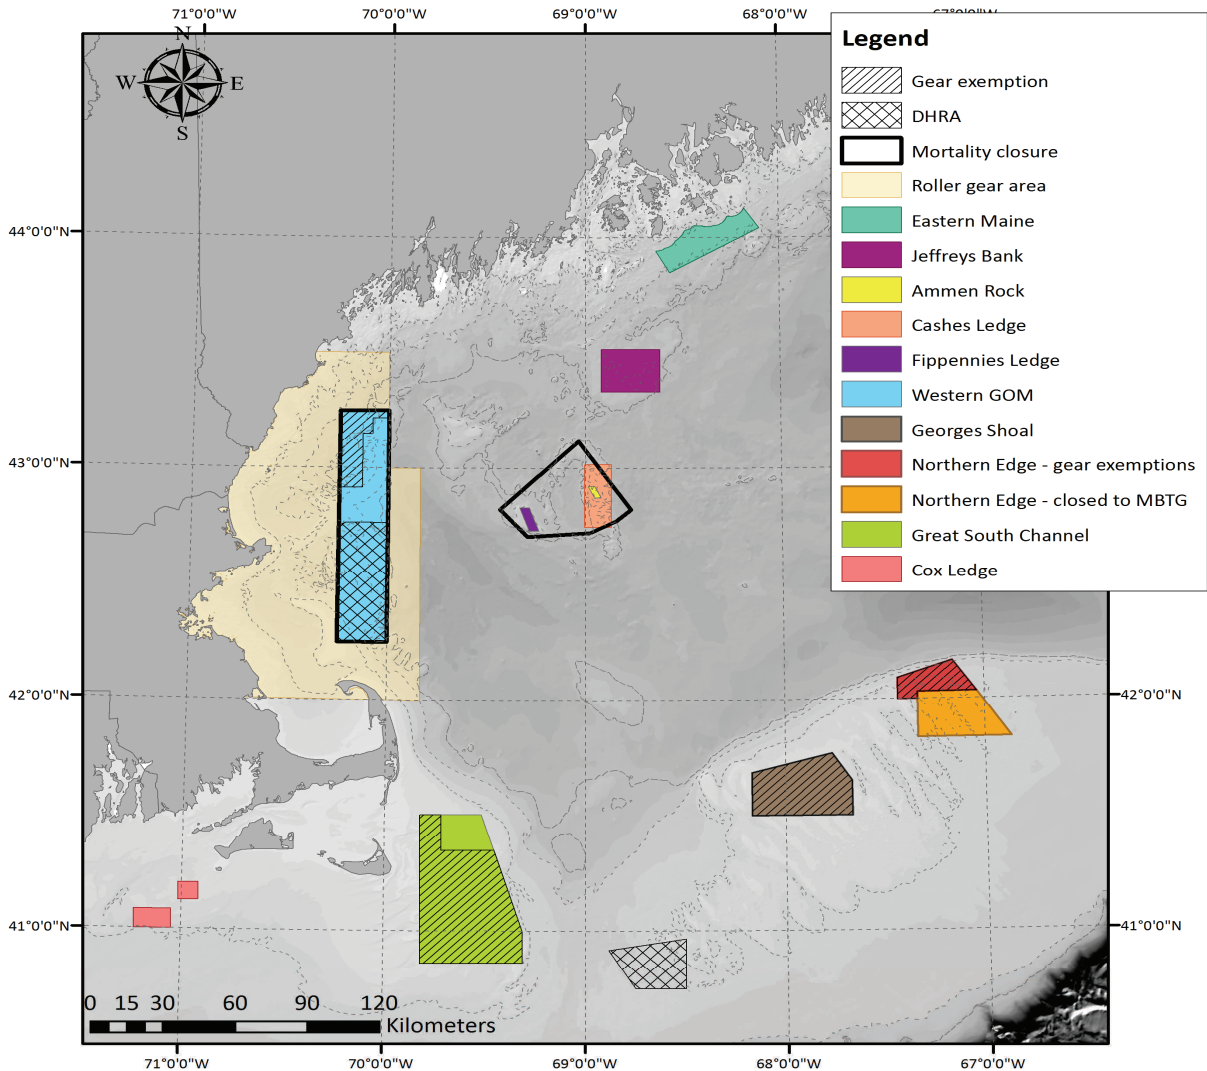 71°0'0"W 70°0'0"W 69°0'0"W 68°0'0"W
N
W E
S
44°0'0"N
43°0'0"N
42°0'0"N
41°0'0"N
Legend
Gear exemption
DHRA
Mortality closure
Roller gear area
Eastern Maine
Jeffreys Bank
Ammen Rock
Cashes Ledge
Fippennies Ledge
Western GOM
Georges Shoal
Northern Edge - gear exemptions
Northern Edge - closed to MBTG
Great South Channel
Cox Ledge
42°0'0"N
41°0'0"N
0 15 30 60 90 120
Kilometers
71°0'0"W 70°0'0"W 69°0'0"W 68°0'0"W 67°0'0"W